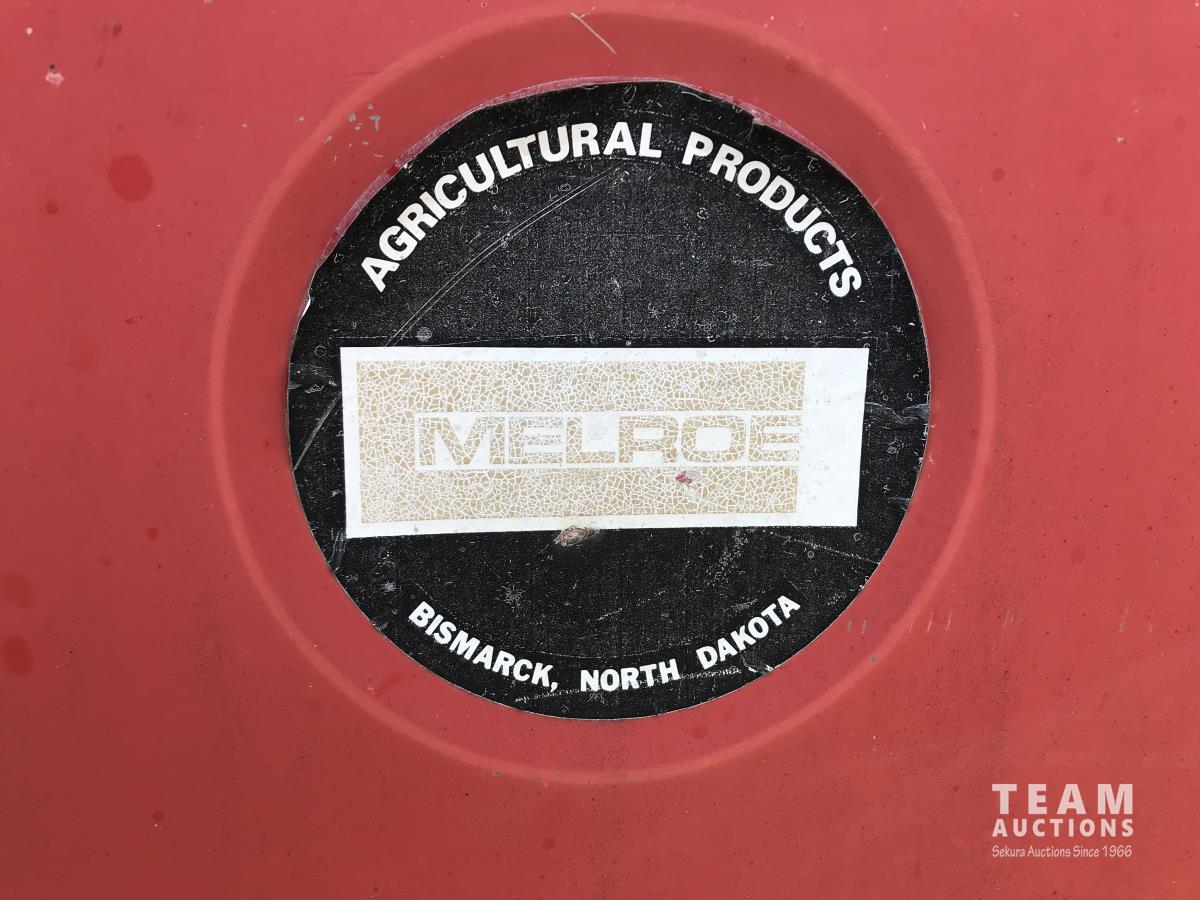 AGRICULTURAL PRODUCTS
MELROE
BISMARCK, NORTH DAKOTA
TEAM
AUCTIONS
Sekura Auctions Since 1966